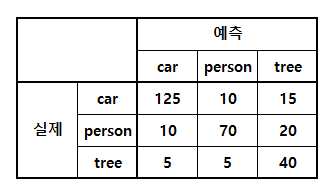 예측
car person tree
실제 car 125 10 15
person 10 70 20
tree 5 5 40